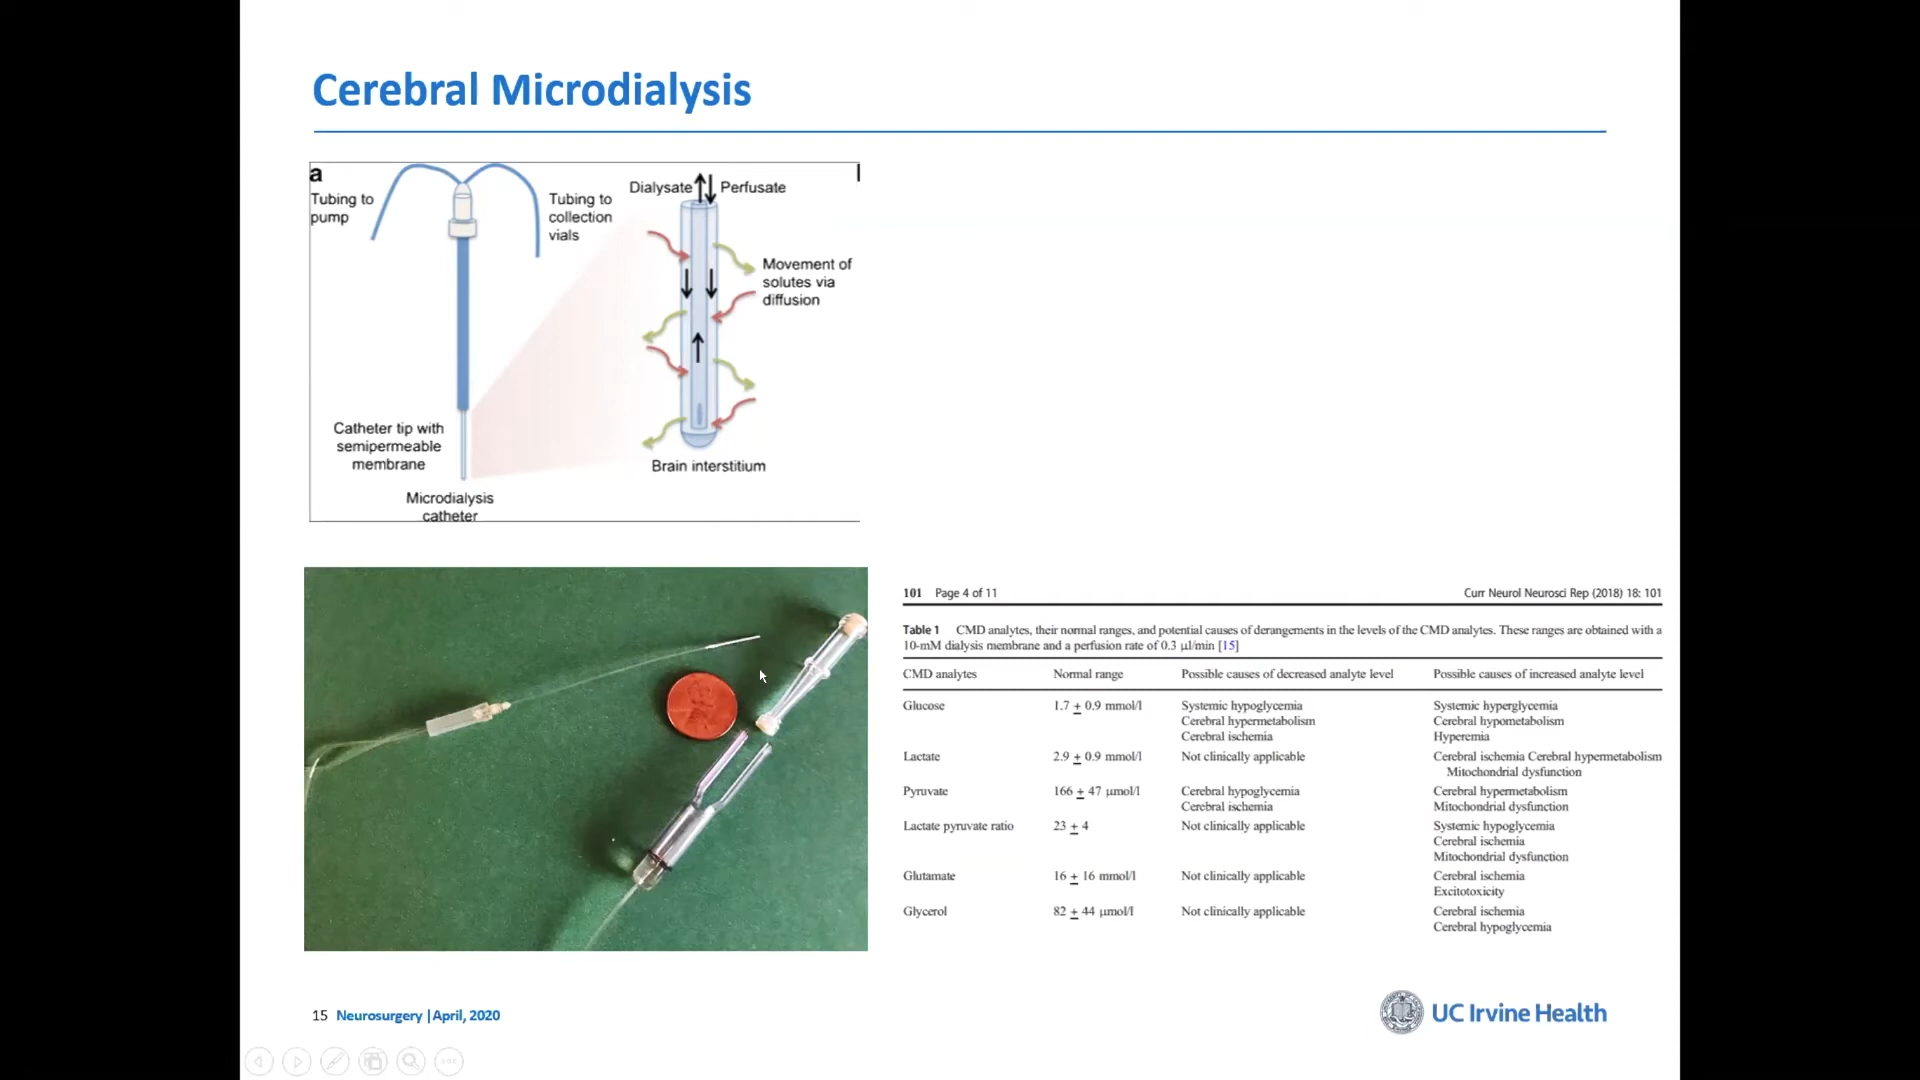 Cerebral Microdialysis
a
Tubing to
pump
Tubing to
collection
vials
Dialysate
Perfusate
Movement of
solutes via
diffusion
Catheter tip with
semipermeable
membrane
Brain interstitium
Microdialysis
catheter
101 Page 4 of 11
Curr Neurol Neurosci Rep (2018) 18: 101
Table 1 CMD analytes, their normal ranges, and potential causes of derangements in the levels of the CMD analytes. These ranges are obtained with a
10-mM dialysis membrane and a perfusion rate of 0.3 μl/min [15]
CMD analytes Normal range Possible causes of decreased analyte level Possible causes of increased analyte level
Glucose 1.7 ± 0.9 mmol/l Systemic hypoglycemia Systemic hyperglycemia
Cerebral hypermetabolism Cerebral hypometabolism
Cerebral ischemia Hyperemia
Lactate 2.9 ± 0.9 mmol/l Not clinically applicable Cerebral ischemia Cerebral hypermetabolism
Mitochondrial dysfunction
Pyruvate 166 ± 47 μmol/l Cerebral hypoglycemia Cerebral hypermetabolism
Cerebral ischemia Mitochondrial dysfunction
Lactate pyruvate ratio 23 ± 4 Not clinically applicable Systemic hypoglycemia
Cerebral ischemia
Mitochondrial dysfunction
Glutamate 16 ± 16 mmol/l Not clinically applicable Cerebral ischemia
Excitotoxicity
Glycerol 82 ± 44 μmol/l Not clinically applicable Cerebral ischemia
Cerebral hypoglycemia
15 Neurosurgery | April, 2020
UC Irvine Health